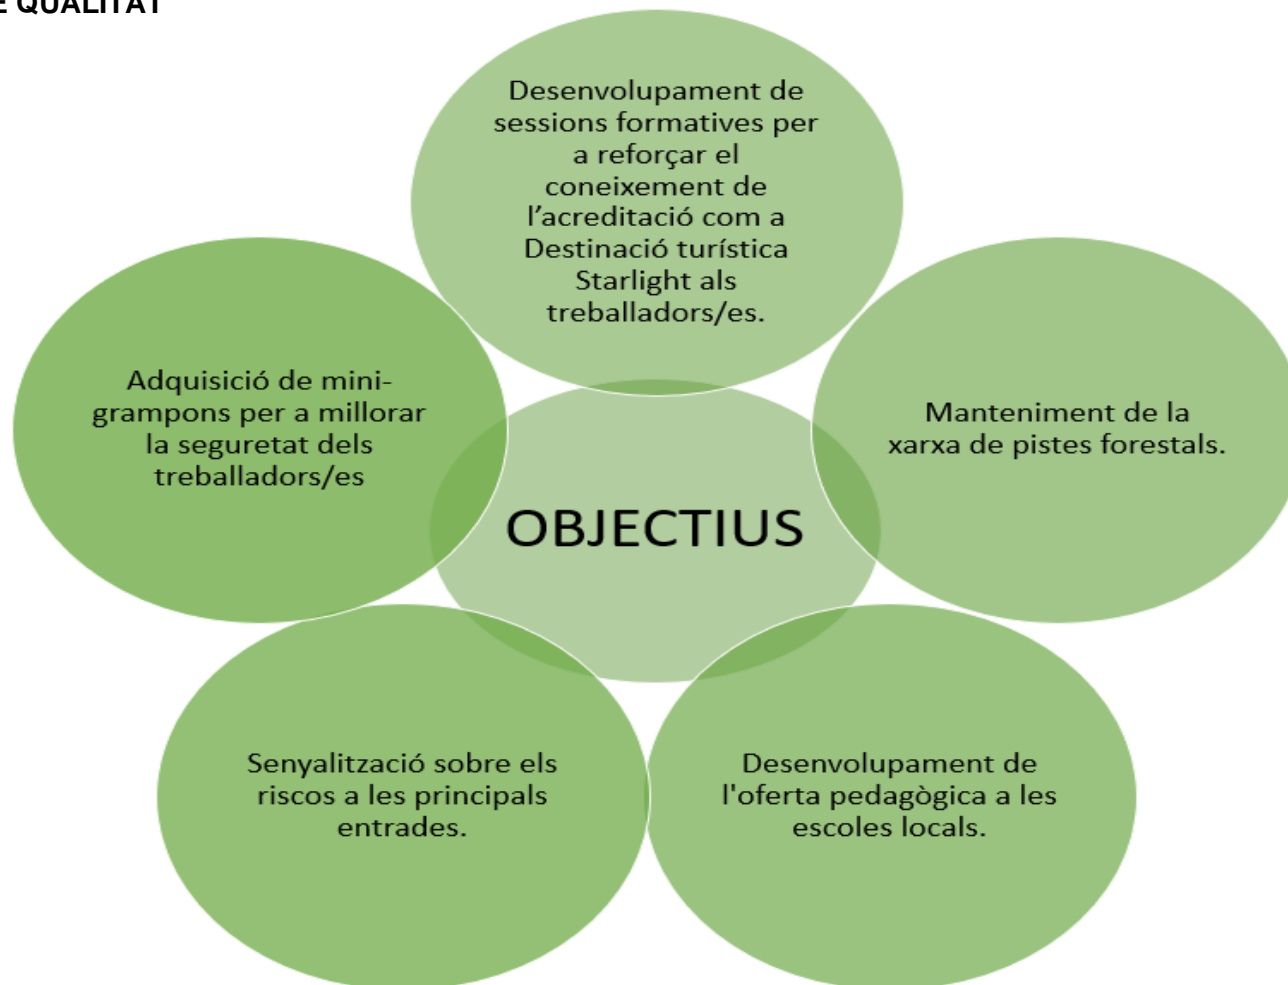 E QUALITAT
Desenvolupament de
sessions formatives per
a reforçar el
coneixement de
l’acreditació com a
Destinació turística
Starlight als
treballadors/es.
Adquisició de mini-
grampons per a millorar
la seguretat dels
treballadors/es
Manteniment de la
xarxa de pistes forestals.
OBJECTIUS
Senyalització sobre els
riscos a les principals
entrades.
Desenvolupament de
l'oferta pedagògica a les
escoles locals.